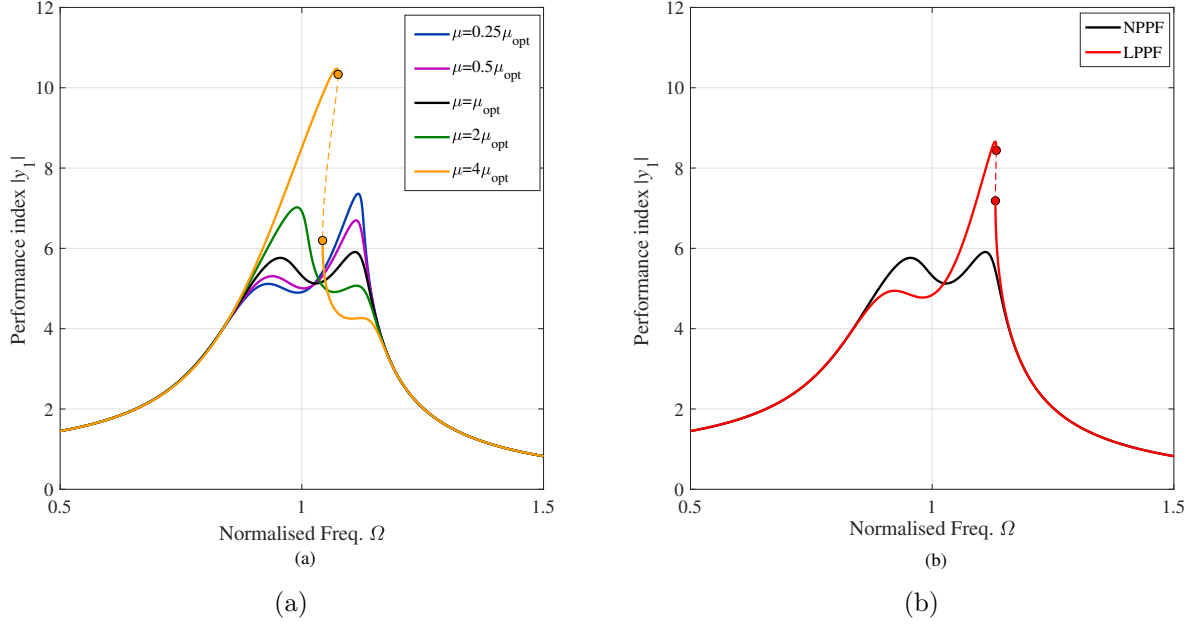 12
10
8
6
4
2
0
Performance index |y₁|
0.5
1
1.5
Normalised Freq. Ω
(a)
μ=0.25μopt
μ=0.5μopt
μ=μopt
μ=2μopt
μ=4μopt
(a)
12
10
8
6
4
2
0
Performance index |y₁|
0.5
1
1.5
Normalised Freq. Ω
(b)
NPPF
LPPF
(b)